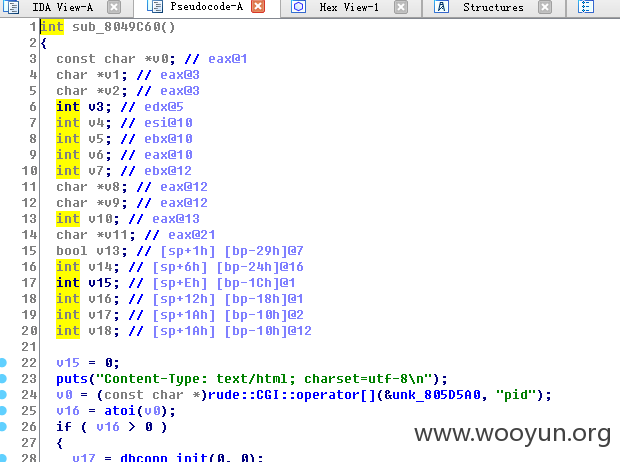 IDA View-A Pseudocode-A Hex View-1 Structures
1 int sub_8049C60()
2 {
3 const char *v0; // eax@1
4 char *v1; // eax@3
5 char *v2; // eax@3
6 int v3; // edx@5
7 int v4; // esi@10
8 int v5; // ebx@10
9 int v6; // eax@10
10 int v7; // ebx@12
11 char *v8; // eax@12
12 char *v9; // eax@12
13 int v10; // eax@13
14 char *v11; // eax@21
15 bool v13; // [sp+1h] [bp-29h]@7
16 int v14; // [sp+6h] [bp-24h]@16
17 int v15; // [sp+Eh] [bp-1Ch]@1
18 int v16; // [sp+12h] [bp-18h]@1
19 int v17; // [sp+1Ah] [bp-10h]@2
20 int v18; // [sp+1Ah] [bp-10h]@12
21
22 v15 = 0;
23 puts("Content-Type: text/html; charset=utf-8\n");
24 v0 = (const char *)rude::CGI::operator[](&unk_805D5A0, "pid");
25 v16 = atoi(v0);
26 if ( v16 > 0 )
27 {
28 v17 = dbconn_init(0, 0);
www.wooyun.org